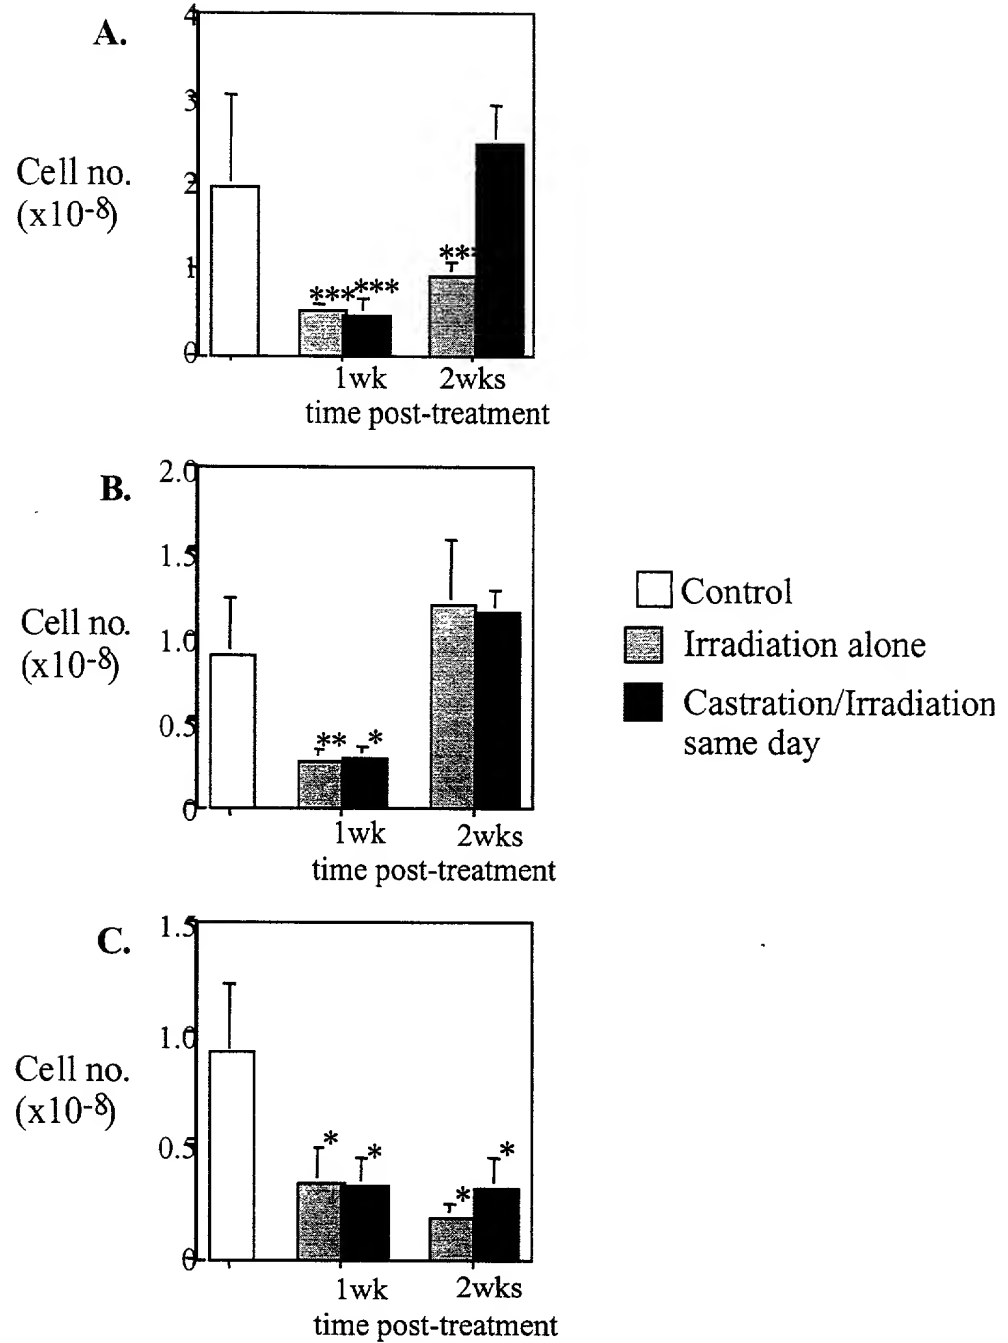 A.
4
3
2
1
0
Cell no.
(x10-8)
***
***
***
1wk 2wks
time post-treatment
B.
2.0
1.5
1.0
0.5
0
Cell no.
(x10-8)
**
*
1wk 2wks
time post-treatment
Control
Irradiation alone
Castration/Irradiation
same day
C.
1.5
1.0
0.5
0
Cell no.
(x10-8)
*
*
*
*
1wk 2wks
time post-treatment